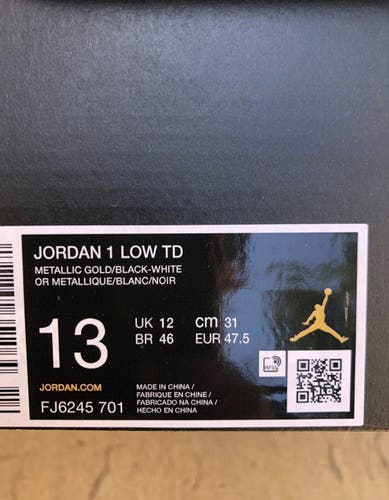 JORDAN 1 LOW TD
METALLIC GOLD/BLACK-WHITE
OR METALLIQUE/BLANC/NOIR
13
UK 12 cm 31
BR 46 EUR 47.5
JORDAN.COM
FJ6245 701
MADE IN CHINA /
FABRIQUE EN CHINE /
FABRICADO NA CHINA /
HECHO EN CHINA